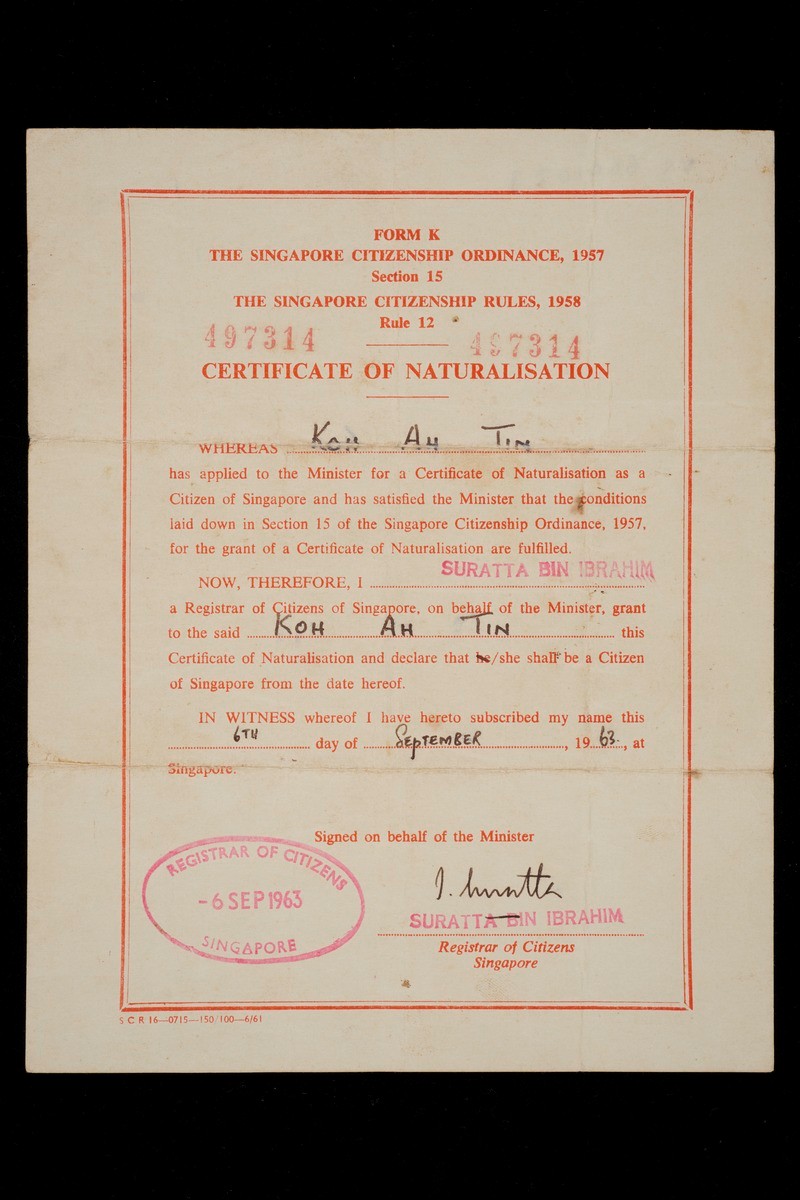 FORM K
THE SINGAPORE CITIZENSHIP ORDINANCE, 1957
Section 15
THE SINGAPORE CITIZENSHIP RULES, 1958
Rule 12
497314 497314
CERTIFICATE OF NATURALISATION
WHEREAS KOH AH TIN
has applied to the Minister for a Certificate of Naturalisation as a
Citizen of Singapore and has satisfied the Minister that the conditions
laid down in Section 15 of the Singapore Citizenship Ordinance, 1957,
for the grant of a Certificate of Naturalisation are fulfilled.
NOW, THEREFORE, I SURATTA BIN IBRAHIM
a Registrar of Citizens of Singapore, on behalf of the Minister, grant
to the said KOH AH TIN this
Certificate of Naturalisation and declare that he/she shall be a Citizen
of Singapore from the date hereof.
IN WITNESS whereof I have hereto subscribed my name this
6TH day of SEPTEMBER, 1963., at
Singapore.
Signed on behalf of the Minister
REGISTRAR OF CITIZENS
-6 SEP 1963
SINGAPORE
SURATTA BIN IBRAHIM
Registrar of Citizens
Singapore
S C R 16—0715—150/100—6/61